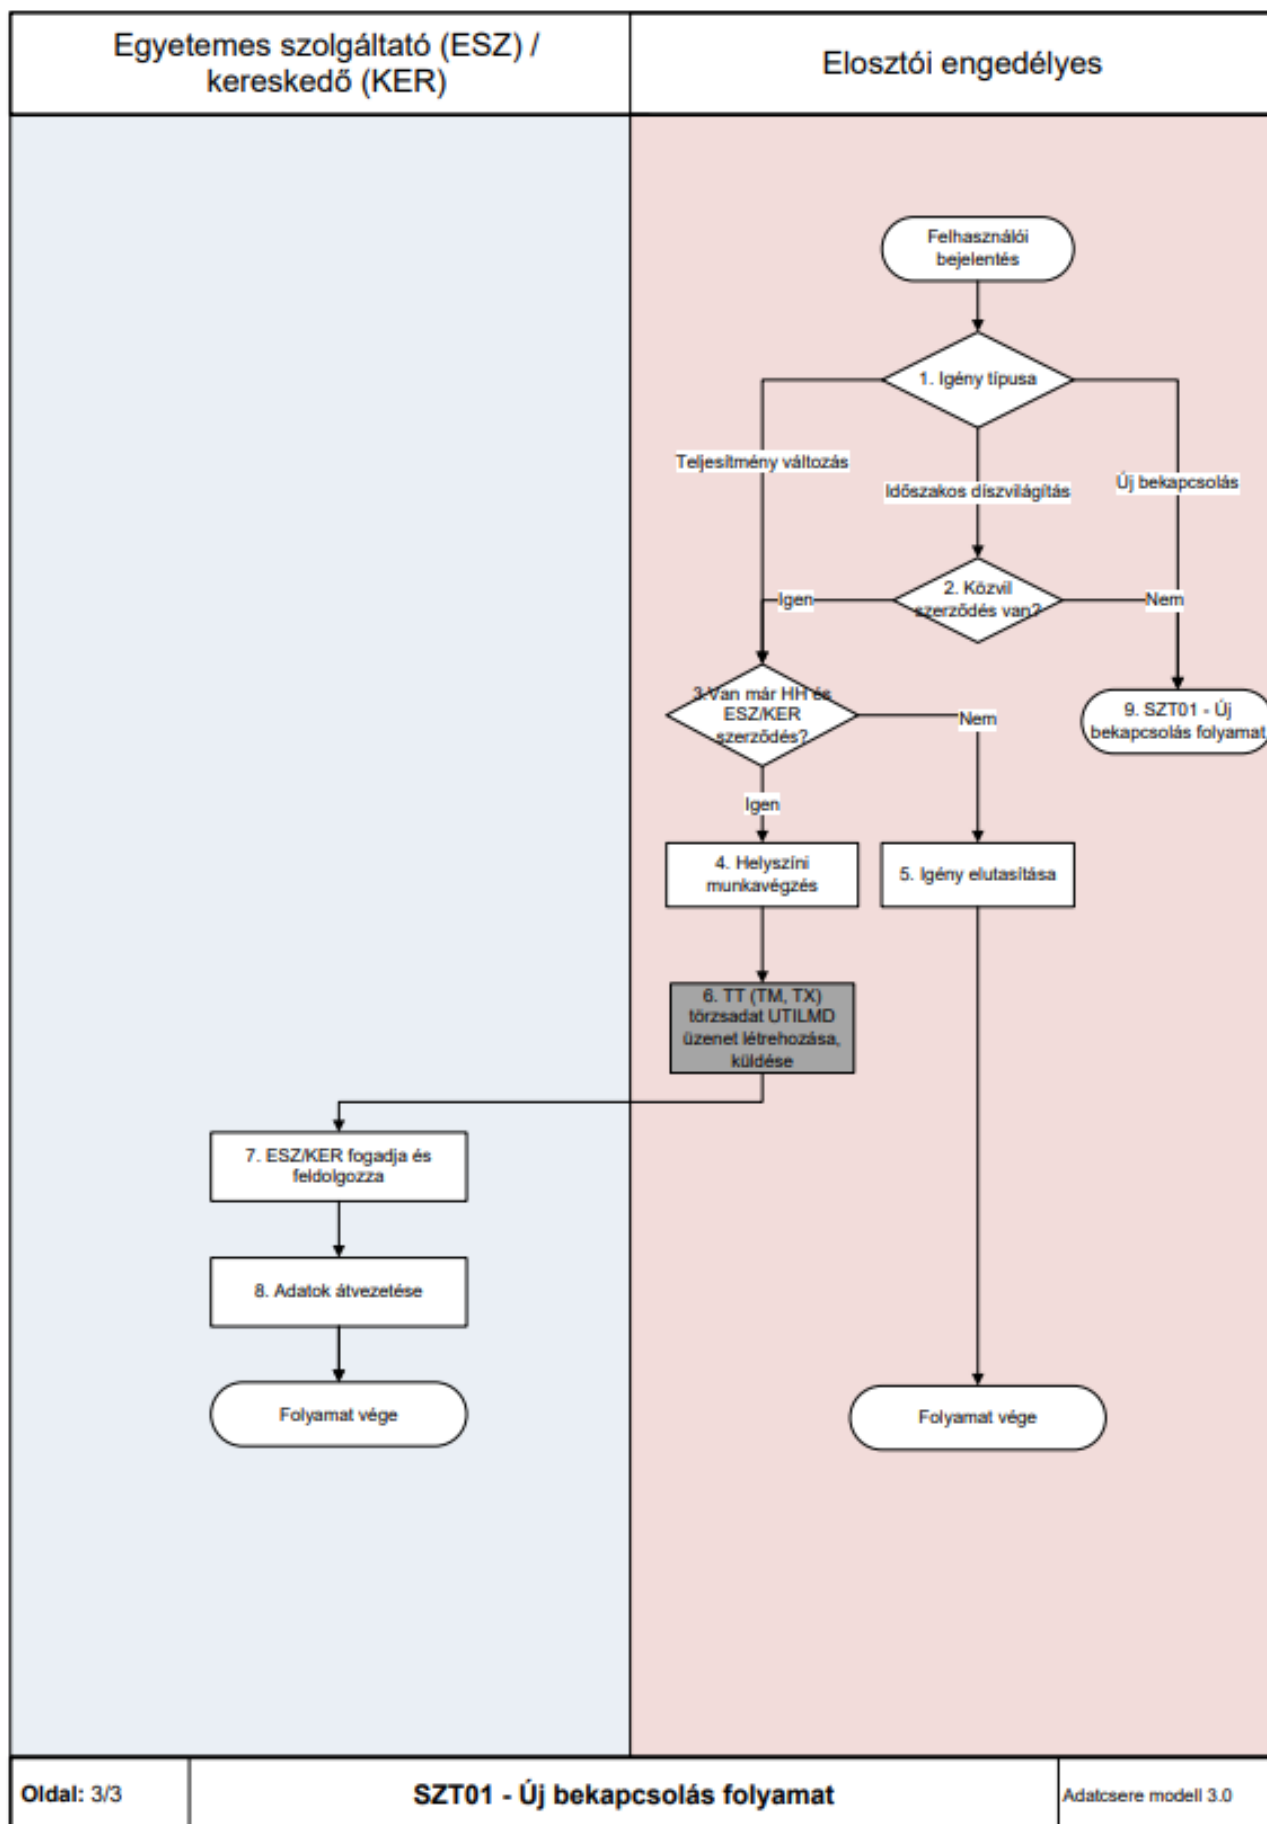 Egyetemes szolgáltató (ESZ) /
kereskedő (KER)
Elosztói engedélyes
Felhasználói
bejelentés
1. Igény típusa
Teljesítmény változás
Időszakos díszvilágítás
Új bekapcsolás
2. Közvil
szerződés van?
Igen
Nem
3.Van már HH és
ESZ/KER
szerződés?
Nem
9. SZT01 - Új
bekapcsolás folyamat
Igen
4. Helyszíni
munkavégzés
5. Igény elutasítása
6. TT (TM, TX)
törzsadat UTILMD
üzenet létrehozása,
küldése
7. ESZ/KER fogadja és
feldolgozza
8. Adatok átvezetése
Folyamat vége
Folyamat vége
Oldal: 3/3
SZT01 - Új bekapcsolás folyamat
Adatcsere modell 3.0